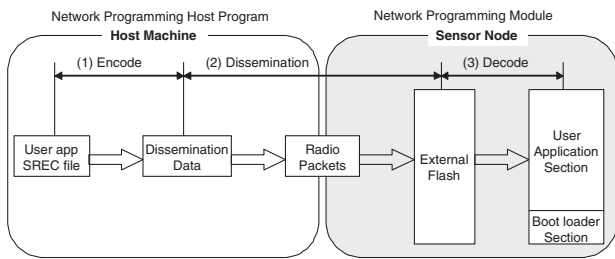 Network Programming Host Program
Network Programming Module
Host Machine
Sensor Node
(1) Encode
(2) Dissemination
(3) Decode
User app
SREC file
Dissemination
Data
Radio
Packets
External
Flash
User
Application
Section
Boot loader
Section